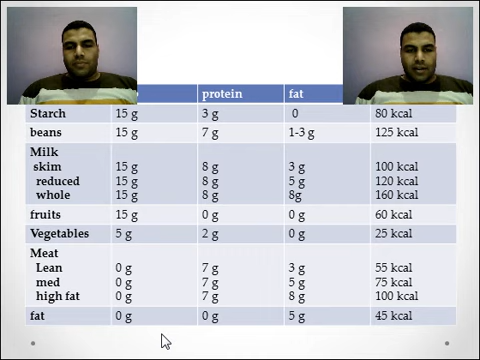 protein fat
Starch 15 g 3 g 0 80 kcal
beans 15 g 7 g 1-3 g 125 kcal
Milk
skim 15 g 8 g 3 g 100 kcal
reduced 15 g 8 g 5 g 120 kcal
whole 15 g 8 g 8g 160 kcal
fruits 15 g 0 g 0 g 60 kcal
Vegetables 5 g 2 g 0 g 25 kcal
Meat
Lean 0 g 7 g 3 g 55 kcal
med 0 g 7 g 5 g 75 kcal
high fat 0 g 7 g 8 g 100 kcal
fat 0 g 0 g 5 g 45 kcal